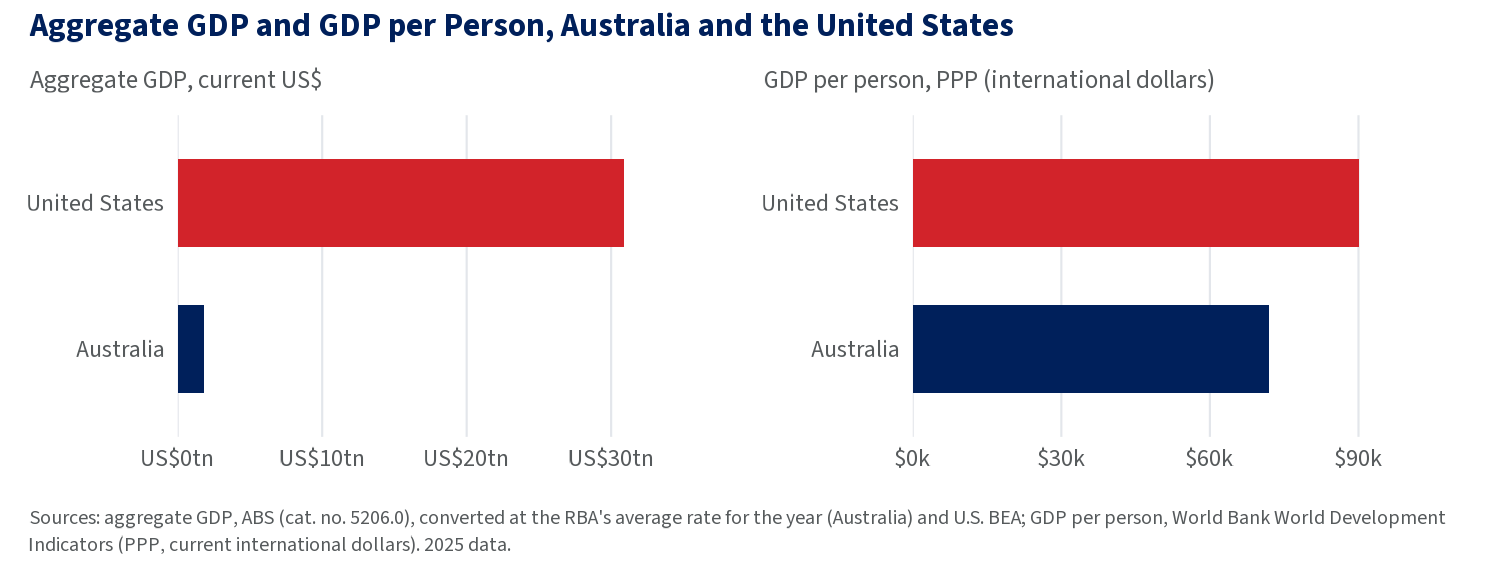 Aggregate GDP and GDP per Person, Australia and the United States
Aggregate GDP, current US$
United States
Australia
US$0tn
US$10tn
US$20tn
US$30tn
GDP per person, PPP (international dollars)
United States
Australia
$0k
$30k
$60k
$90k
Sources: aggregate GDP, ABS (cat. no. 5206.0), converted at the RBA's average rate for the year (Australia) and U.S. BEA; GDP per person, World Bank World Development
Indicators (PPP, current international dollars). 2025 data.